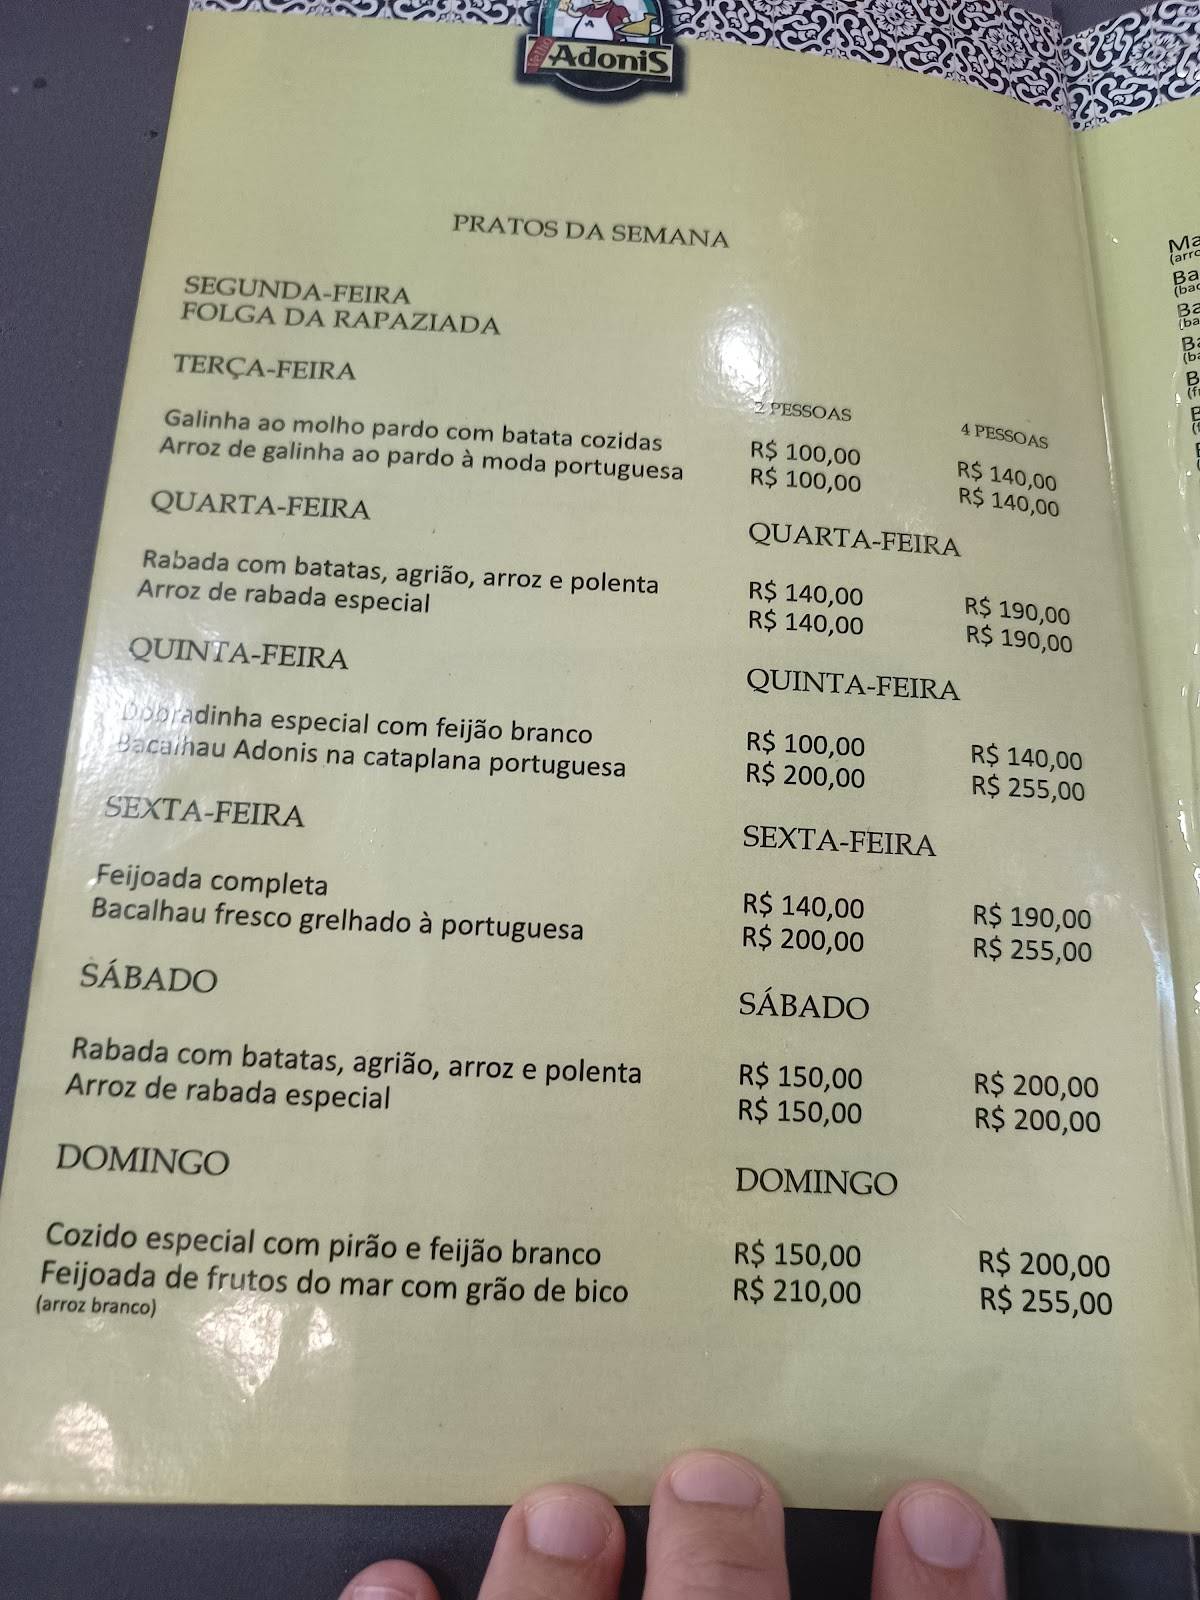 Velho
AdoniS
PRATOS DA SEMANA
SEGUNDA-FEIRA
FOLGA DA RAPAZIADA
TERÇA-FEIRA
2 PESSOAS 4 PESSOAS
Galinha ao molho pardo com batata cozidas R$ 100,00 R$ 140,00
Arroz de galinha ao pardo à moda portuguesa R$ 100,00 R$ 140,00
QUARTA-FEIRA QUARTA-FEIRA
Rabada com batatas, agrião, arroz e polenta R$ 140,00 R$ 190,00
Arroz de rabada especial R$ 140,00 R$ 190,00
QUINTA-FEIRA QUINTA-FEIRA
Dobradinha especial com feijão branco R$ 100,00 R$ 140,00
Bacalhau Adonis na cataplana portuguesa R$ 200,00 R$ 255,00
SEXTA-FEIRA SEXTA-FEIRA
Feijoada completa R$ 140,00 R$ 190,00
Bacalhau fresco grelhado à portuguesa R$ 200,00 R$ 255,00
SÁBADO SÁBADO
Rabada com batatas, agrião, arroz e polenta R$ 150,00 R$ 200,00
Arroz de rabada especial R$ 150,00 R$ 200,00
DOMINGO DOMINGO
Cozido especial com pirão e feijão branco R$ 150,00 R$ 200,00
Feijoada de frutos do mar com grão de bico R$ 210,00 R$ 255,00
(arroz branco)